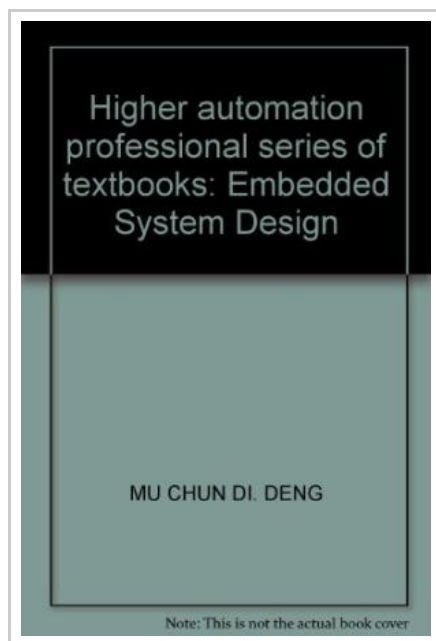 Higher automation
professional series of
textbooks: Embedded
System Design
MU CHUN DI. DENG
Note: This is not the actual book cover